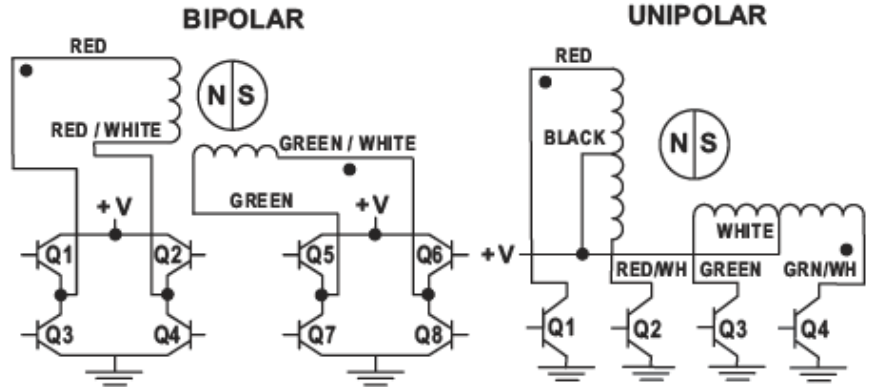 BIPOLAR
RED
N S
RED / WHITE
GREEN / WHITE
GREEN
+ V
+ V
Q1
Q2
Q5
Q6
Q3
Q4
Q7
Q8
UNIPOLAR
RED
BLACK
N S
WHITE
+ V
RED/WH
GREEN
GRN/WH
Q1
Q2
Q3
Q4